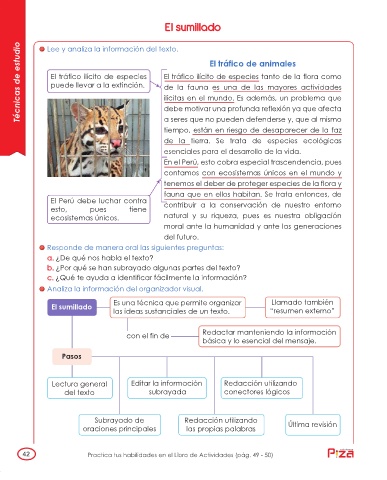 El sumillado
Técnicas de estudio
Lee y analiza la información del texto.
El tráfico de animales
El tráfico ilícito de especies
puede llevar a la extinción.
El tráfico ilícito de especies tanto de la flora como
de la fauna es una de las mayores actividades
ilícitas en el mundo. Es además, un problema que
debe motivar una profunda reflexión ya que afecta
a seres que no pueden defenderse y, que al mismo
tiempo, están en riesgo de desaparecer de la faz
de la tierra. Se trata de especies ecológicas
esenciales para el desarrollo de la vida.
En el Perú, esto cobra especial trascendencia, pues
contamos con ecosistemas únicos en el mundo y
tenemos el deber de proteger especies de la flora y
fauna que en ellos habitan. Se trata entonces, de
contribuir a la conservación de nuestro entorno
natural y su riqueza, pues es nuestra obligación
moral ante la humanidad y ante las generaciones
del futuro.
El Perú debe luchar contra
esto, pues tiene
ecosistemas únicos.
Responde de manera oral las siguientes preguntas:
a. ¿De qué nos habla el texto?
b. ¿Por qué se han subrayado algunas partes del texto?
c. ¿Qué te ayuda a identificar fácilmente la información?
Analiza la información del organizador visual.
El sumillado
Es una técnica que permite organizar
las ideas sustanciales de un texto.
Llamado también
"resumen externo"
con el fin de
Redactar manteniendo la información
básica y lo esencial del mensaje.
Pasos
Lectura general
del texto
Editar la información
subrayada
Redacción utilizando
conectores lógicos
Subrayado de
oraciones principales
Redacción utilizando
las propias palabras
Última revisión
42
Practica tus habilidades en el Libro de Actividades (pág. 49 - 50)
Piza